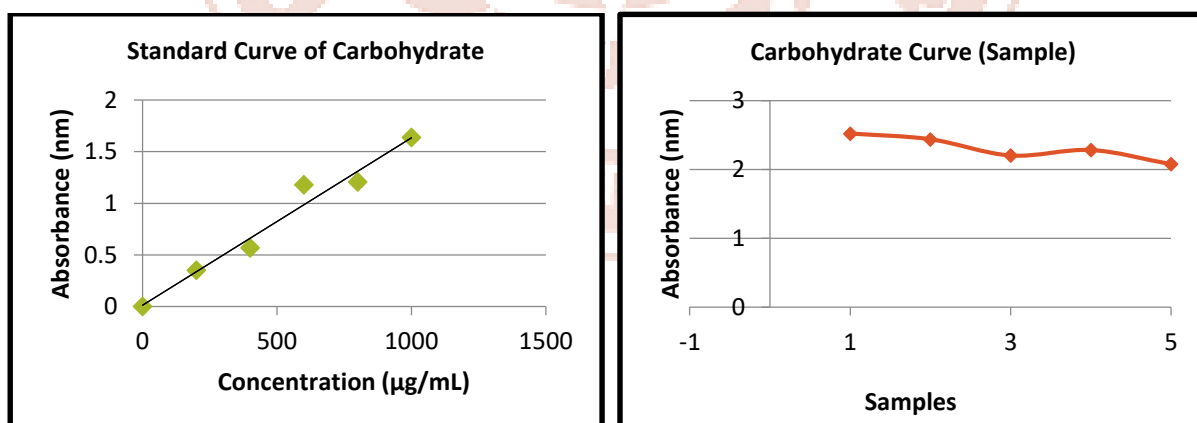 Standard Curve of Carbohydrate
Absorbance (nm)
2
1.5
1
0.5
0
0 500 1000 1500
Concentration (µg/mL)
Carbohydrate Curve (Sample)
Absorbance (nm)
3
2
1
0
-1 1 3 5
Samples